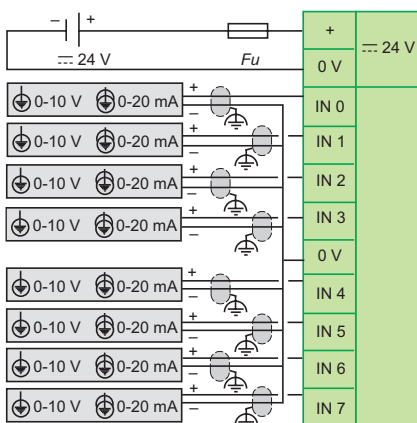 – +
⎓ 24 V
Fu
+
⎓ 24 V
0 V
0-10 V 0-20 mA + –
IN 0
0-10 V 0-20 mA + –
IN 1
0-10 V 0-20 mA + –
IN 2
0-10 V 0-20 mA + –
IN 3
0 V
0-10 V 0-20 mA + –
IN 4
0-10 V 0-20 mA + –
IN 5
0-10 V 0-20 mA + –
IN 6
0-10 V 0-20 mA + –
IN 7